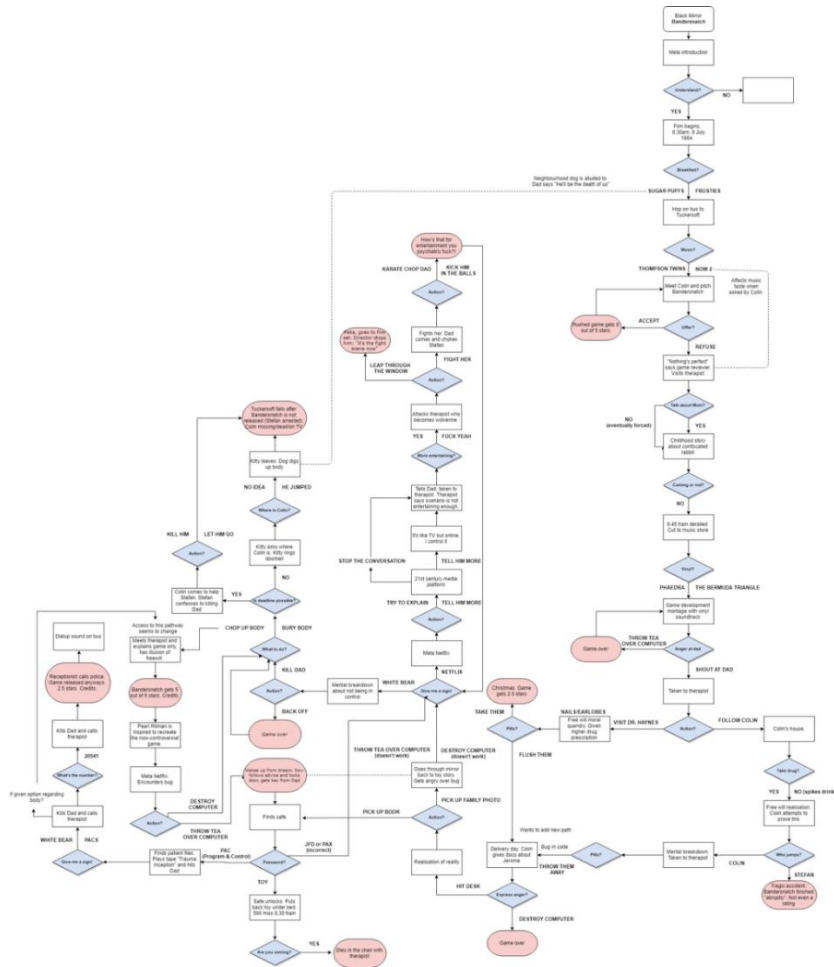 Black Mirror
Bandersnatch
Meta introduction
Understand?
NO
YES
Film begins,
8.30am, 9 July
1984
Breakfast?
Neighbourhood dog is alluded to
Dad says "He'll be the death of us"
SUGAR PUFFS
FROSTIES
Hop on bus to
Tuckersoft
Music?
THOMPSON TWINS
NOW 2
Affects music
taste when
asked by Colin
Meet Colin and pitch
Bandersnatch
ACCEPT
Offer?
Rushed game gets 0
out of 5 stars
REFUSE
"Nothing's perfect"
says game reviewer.
Visits therapist
Talk about Mum?
NO
(eventually forced)
YES
Childhood story
about confiscated
rabbit
Coming or not?
NO
8.45 train derailed.
Cut to music store
Vinyl?
PHAEDRA
THE BERMUDA TRIANGLE
Game development
montage with vinyl
soundtrack
THROW TEA
OVER COMPUTER
Game over
Anger at dad
SHOUT AT DAD
Taken to
therapist
Action?
VISIT DR. HAYNES
FOLLOW COLIN
NAILS/EARLOBES
Free will moral
quandry. Given
higher drug
prescription
Colin's house.
Take drug?
YES
NO (spikes drink)
Free will realisation.
Colin attempts to
prove this
Who jumps?
COLIN
STEFAN
Mental breakdown.
Taken to therapist
Tragic accident.
Bandersnatch finished
"abruptly". Not even a
rating
Pills?
Bug in code
THROW THEM
AWAY
Wants to add new path
Christmas. Game
gets 2.5 stars
TAKE THEM
Pills?
FLUSH THEM
Delivery day. Colin
gives discs about
Jerome
Express anger?
HIT DESK
DESTROY COMPUTER
Game over
How's that for
entertainment you
psychiatric fuck?!
KARATE CHOP DAD
KICK HIM
IN THE BALLS
Action?
Fights her. Dad
comes and chokes
Stefan
FIGHT HER
LEAP THROUGH
THE WINDOW
Fake, goes to film
set. Director stops
him: "It's the fight
scene now"
Action?
Attacks therapist who
becomes wolverine.
YES
FUCK YEAH
More entertaining?
Tells Dad, taken to
therapist. Therapist
says scenario is not
entertaining enough.
It's like TV but online.
I control it
STOP THE CONVERSATION
TELL HIM MORE
21st century media
platform
TRY TO EXPLAIN
TELL HIM MORE
Action?
Meta Netflix
NETFLIX
Give me a sign!
WHITE BEAR
Mental breakdown
about not being in
control
THROW TEA OVER COMPUTER
(doesn't work)
DESTROY COMPUTER
(doesn't work)
Goes through mirror
back to toy story
Gets angry over bug
PICK UP BOOK
PICK UP FAMILY PHOTO
Action?
Realisation of reality
Tuckersoft fails after
Bandersnatch is not
released (Stefan arrested).
Colin missing/dead/on TV
Kitty leaves. Dog digs
up body
NO IDEA
HE JUMPED
Where is Colin?
Kitty asks where
Colin is. Kitty rings
doorbell
NO
KILL HIM
LET HIM GO
Action?
Colin comes to help
Stefan. Stefan
confesses to killing
Dad
YES
Is deadline possible?
CHOP UP BODY
BURY BODY
What to do?
KILL DAD
Action?
BACK OFF
Game over
Access to this pathway
seems to change
Meets therapist and
explains game only
has illusion of
freewill
Bandersnatch gets 5
out of 5 stars. Credits
Pearl Ritman is
inspired to recreate
the now-controversial
game
Meta Netflix.
Encounters bug
Action?
DESTROY
COMPUTER
THROW TEA
OVER COMPUTER
Finds safe
JFD or PAX
(incorrect)
Password?
PAC
(Program & Control)
TOY
Finds patient files.
Plays tape "Trauma
inception" and hits
Dad
Give me a sign!
WHITE BEAR
PACS
If given option regarding
body?
Kills Dad and calls
therapist
What's the number?
20541
Kills Dad and calls
therapist
Receptionist calls police.
Game released anyways.
2.5 stars. Credits
Dialup sound on bus
Safe unlocks. Puts
back toy under bed.
Still miss 8.30 train
Are you coming?
YES
Dies in the chair with
therapist